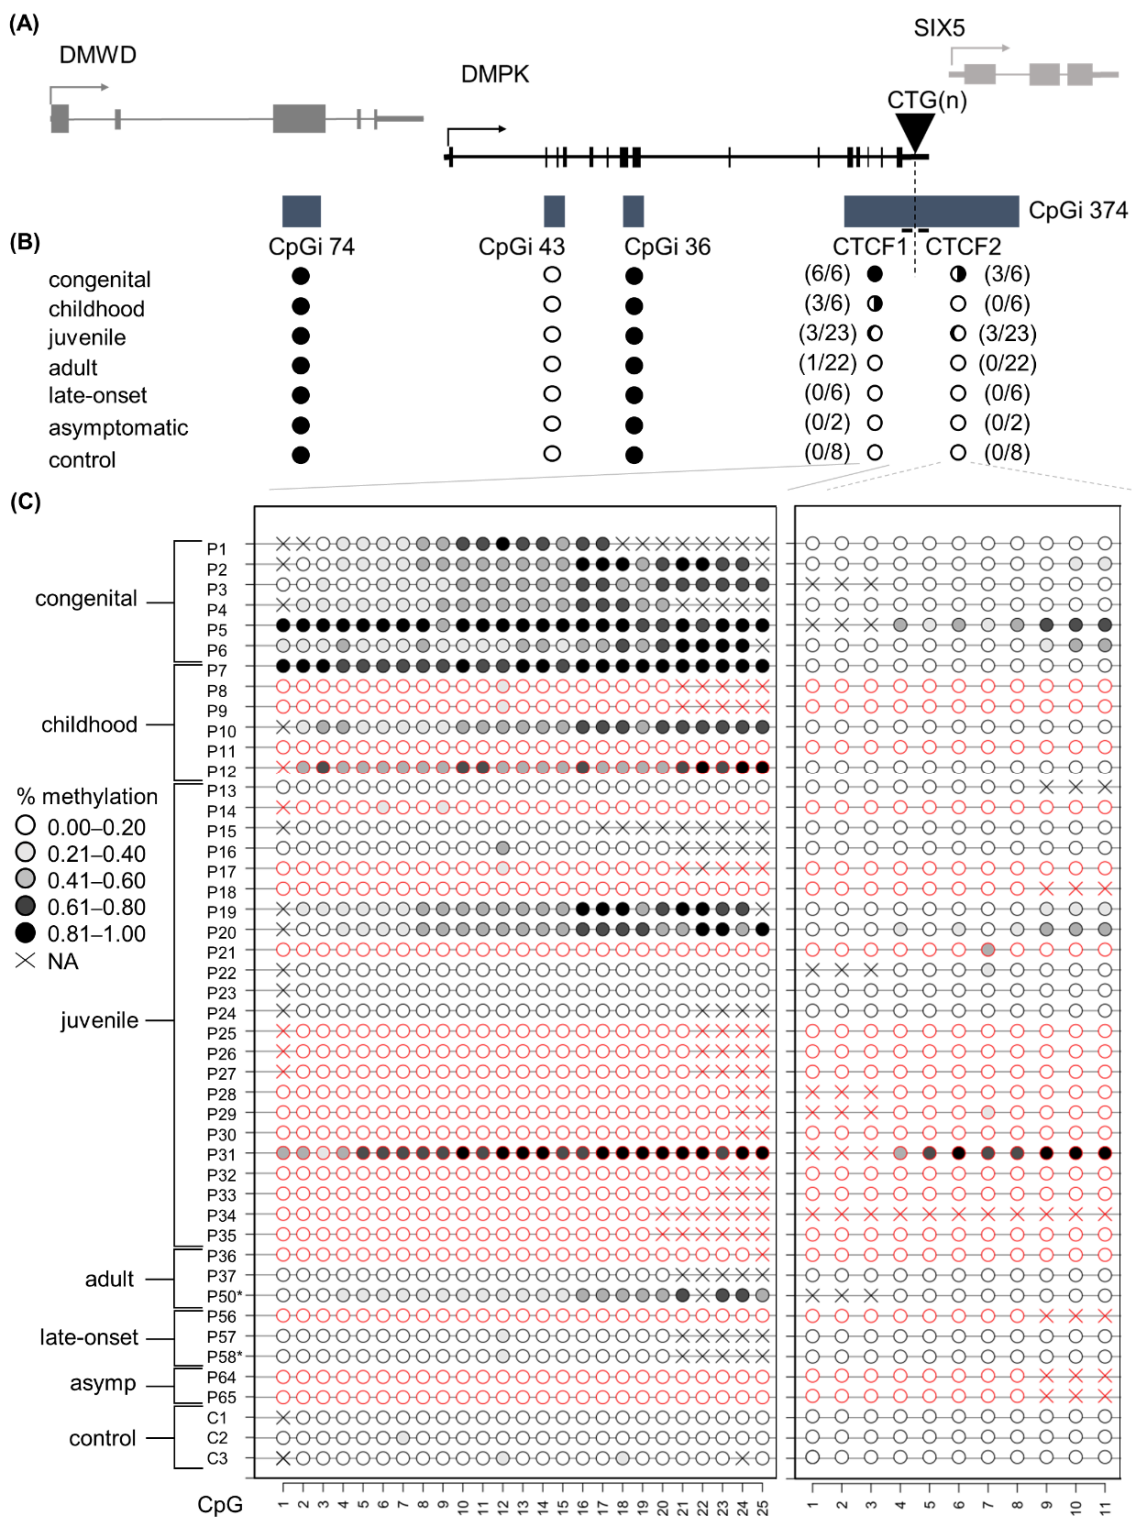 (A)
DMWD
DMPK
SIX5
CTG(n)
CpGi 374
(B)
CpGi 74
CpGi 43
CpGi 36
CTCF1
CTCF2
congenital
(6/6)
(3/6)
childhood
(3/6)
(0/6)
juvenile
(3/23)
(3/23)
adult
(1/22)
(0/22)
late-onset
(0/6)
(0/6)
asymptomatic
(0/2)
(0/2)
control
(0/8)
(0/8)
(C)
congenital
childhood
% methylation
0.00–0.20
0.21–0.40
0.41–0.60
0.61–0.80
0.81–1.00
NA
juvenile
adult
late-onset
asymp
control
P1
P2
P3
P4
P5
P6
P7
P8
P9
P10
P11
P12
P13
P14
P15
P16
P17
P18
P19
P20
P21
P22
P23
P24
P25
P26
P27
P28
P29
P30
P31
P32
P33
P34
P35
P36
P37
P50*
P56
P57
P58*
P64
P65
C1
C2
C3
CpG
1 2 3 4 5 6 7 8 9 10 11 12 13 14 15 16 17 18 19 20 21 22 23 24 25
1 2 3 4 5 6 7 8 9 10 11